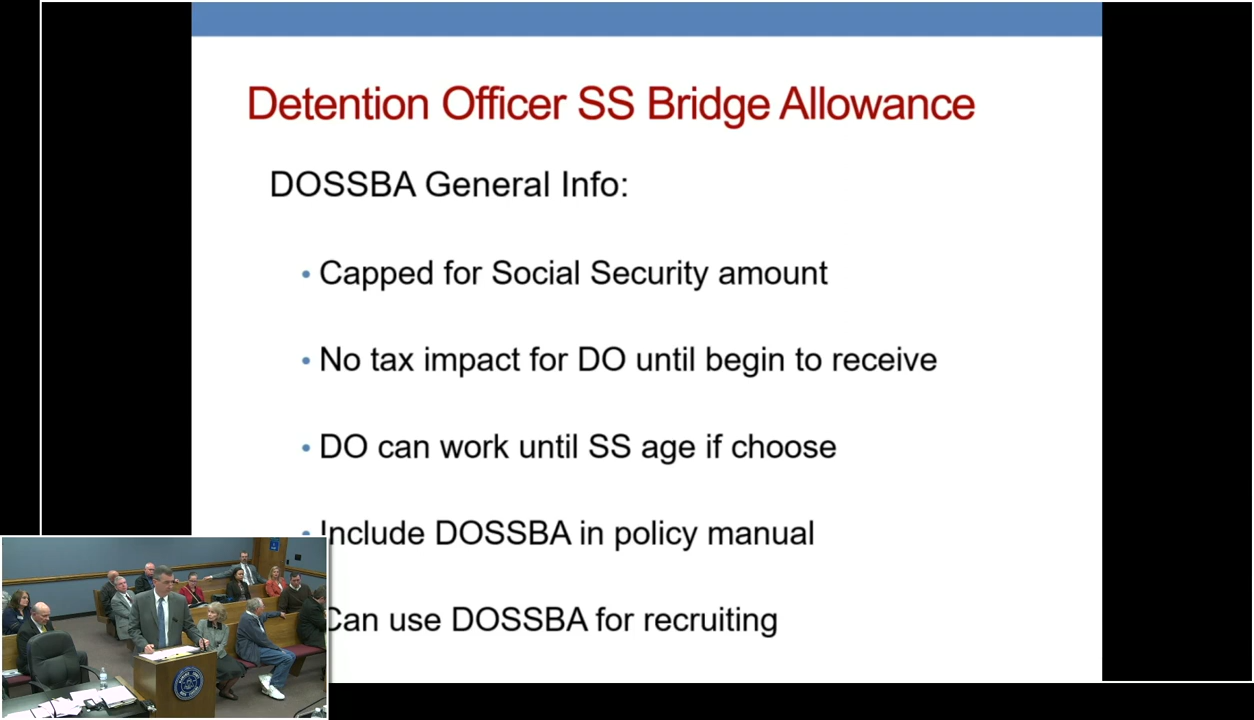 Detention Officer SS Bridge Allowance
DOSSBA General Info:
• Capped for Social Security amount
• No tax impact for DO until begin to receive
• DO can work until SS age if choose
• Include DOSSBA in policy manual
Can use DOSSBA for recruiting